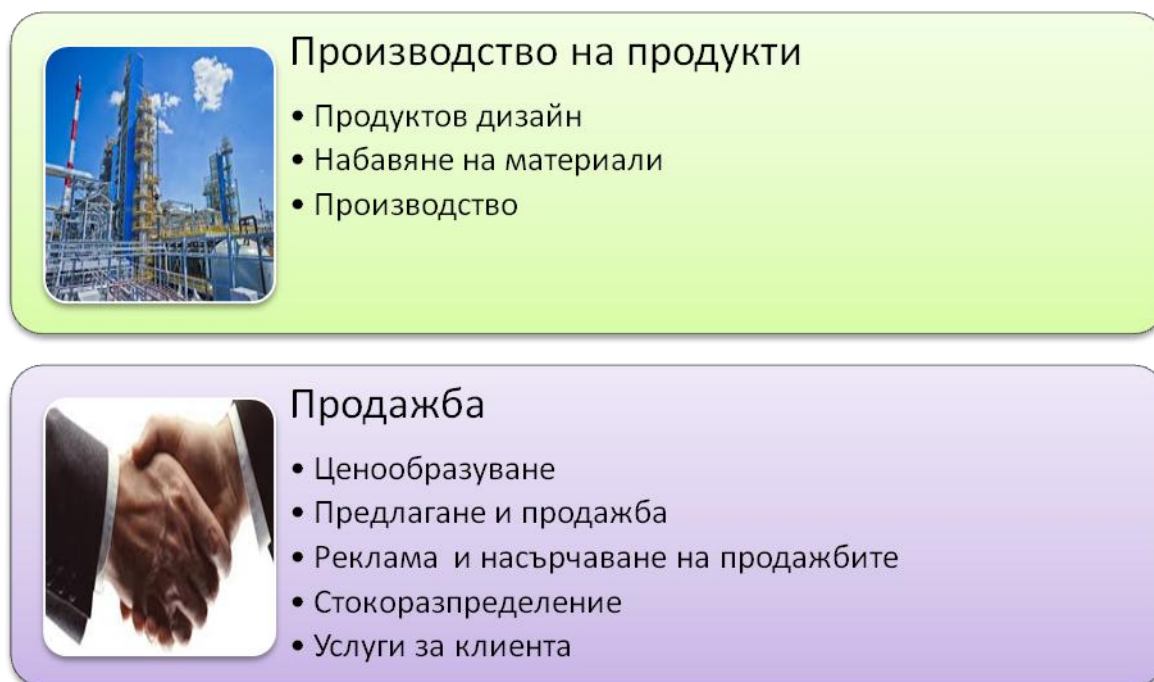 Производство на продукти
• Продуктов дизайн
• Набавяне на материали
• Производство
Продажба
• Ценообразуване
• Предлагане и продажба
• Реклама и насърчаване на продажбите
• Стокоразпределение
• Услуги за клиента